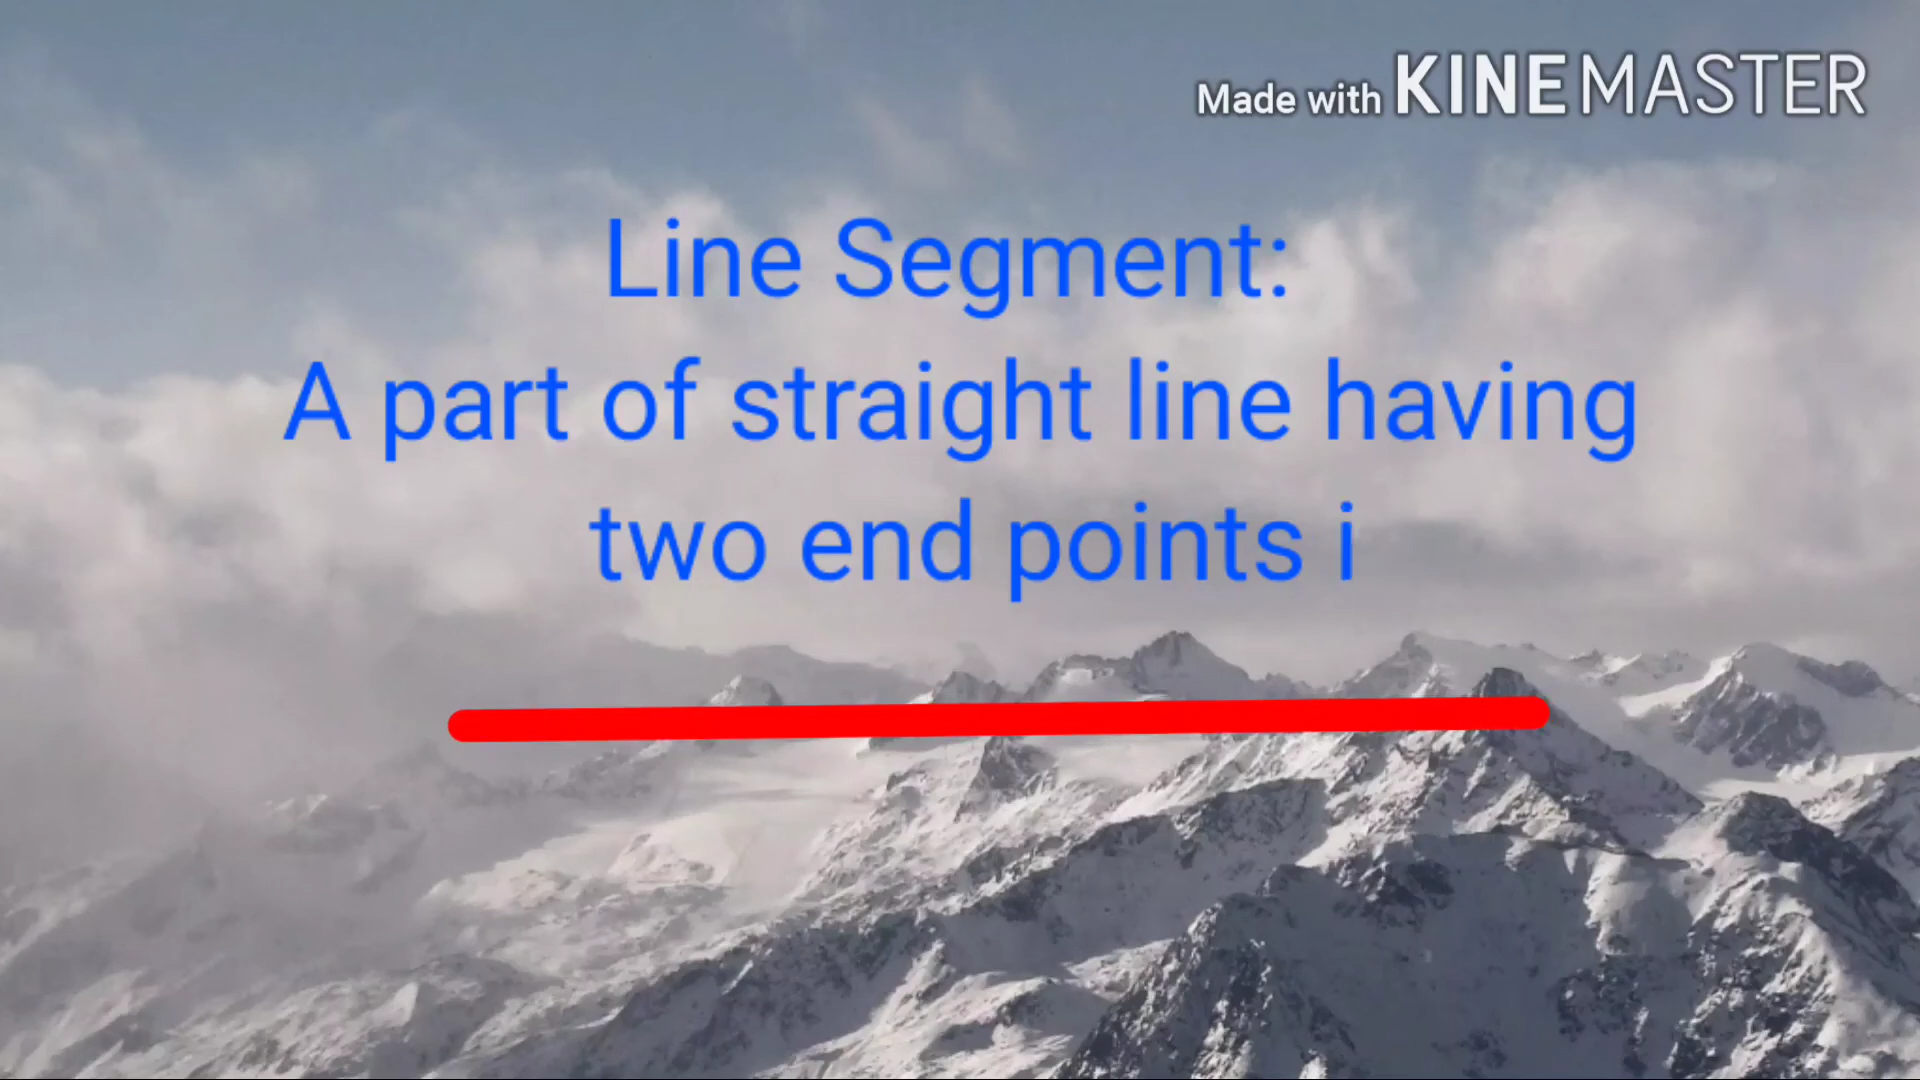 Made with KINEMASTER
Line Segment:
A part of straight line having
two end points i